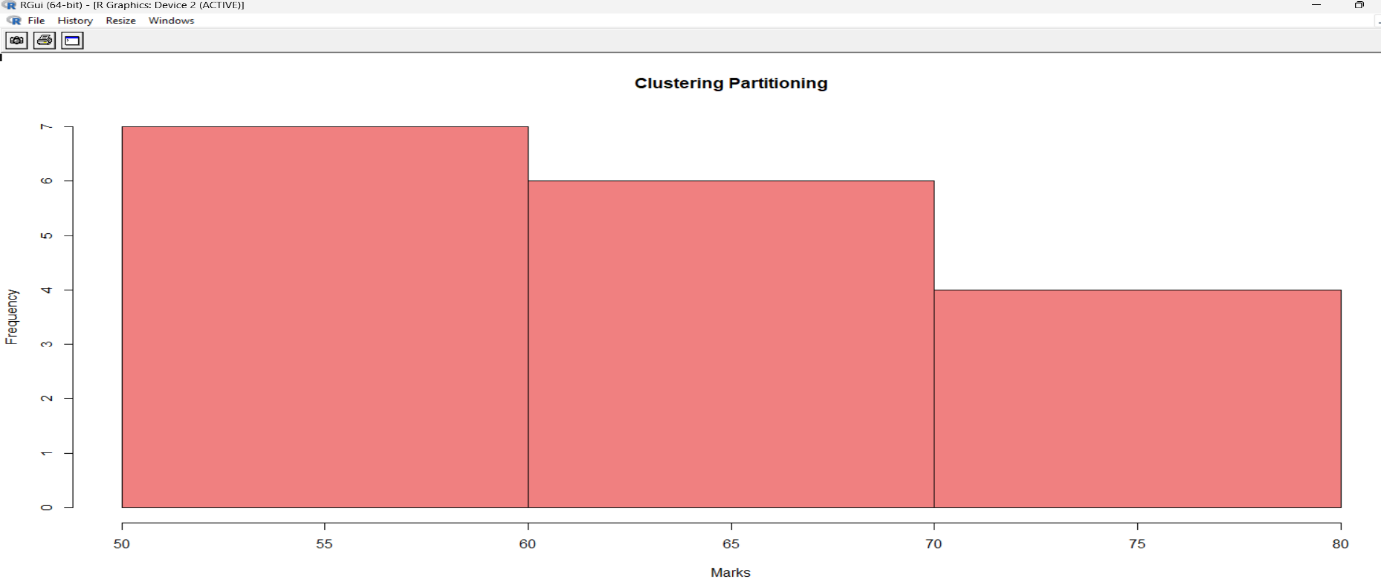 RGui (64-bit) - [R Graphics: Device 2 (ACTIVE)]
File History Resize Windows
Clustering Partitioning
Frequency
7
6
5
4
3
2
1
0
50 55 60 65 70 75 80
Marks